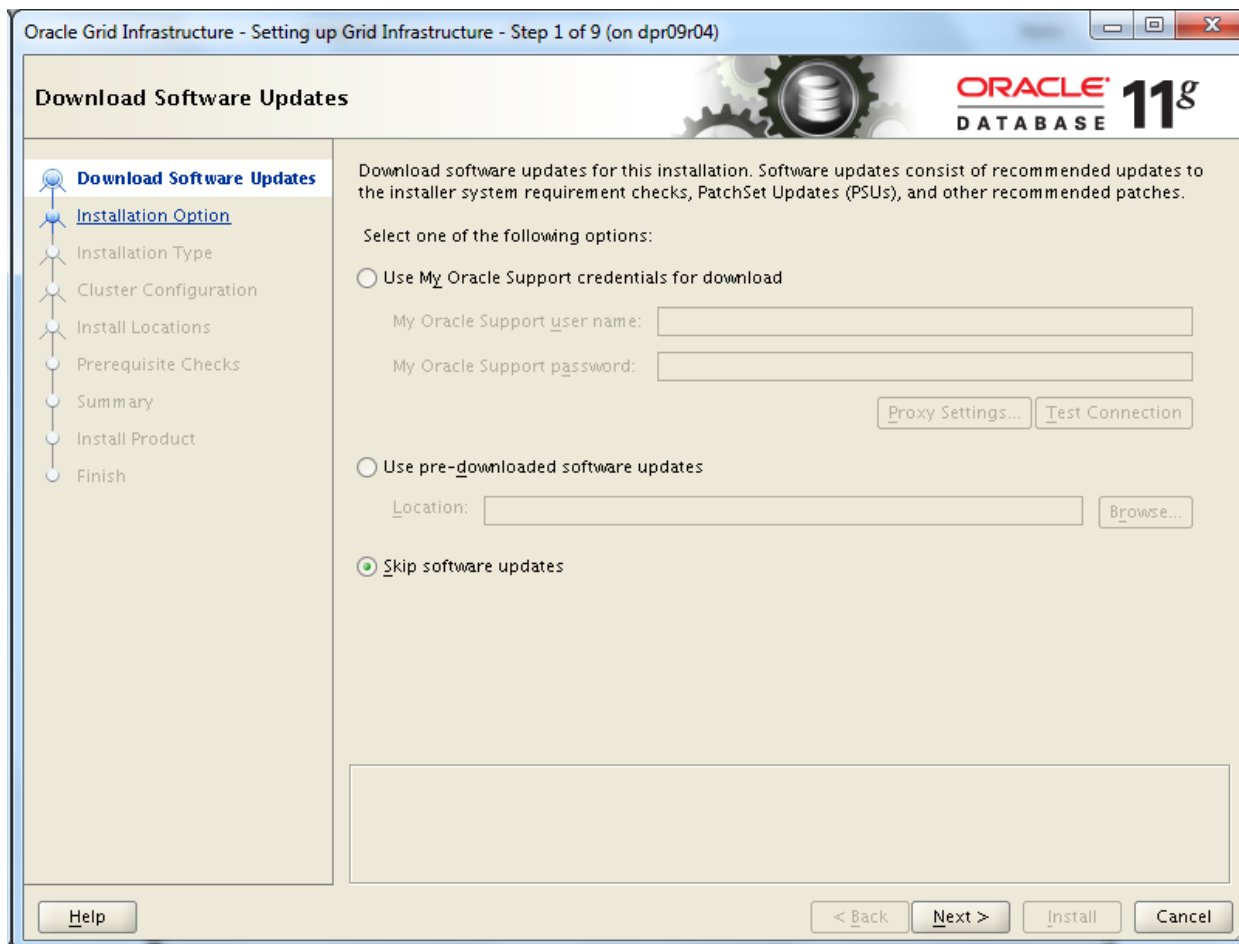 Oracle Grid Infrastructure - Setting up Grid Infrastructure - Step 1 of 9 (on dpr09r04)
Download Software Updates
ORACLE 11g
DATABASE
Download Software Updates
Installation Option
Installation Type
Cluster Configuration
Install Locations
Prerequisite Checks
Summary
Install Product
Finish
Download software updates for this installation. Software updates consist of recommended updates to
the installer system requirement checks, PatchSet Updates (PSUs), and other recommended patches.
Select one of the following options:
Use My Oracle Support credentials for download
My Oracle Support user name:
My Oracle Support password:
Proxy Settings... Test Connection
Use pre-downloaded software updates
Location: Browse...
Skip software updates
Help < Back Next > Install Cancel